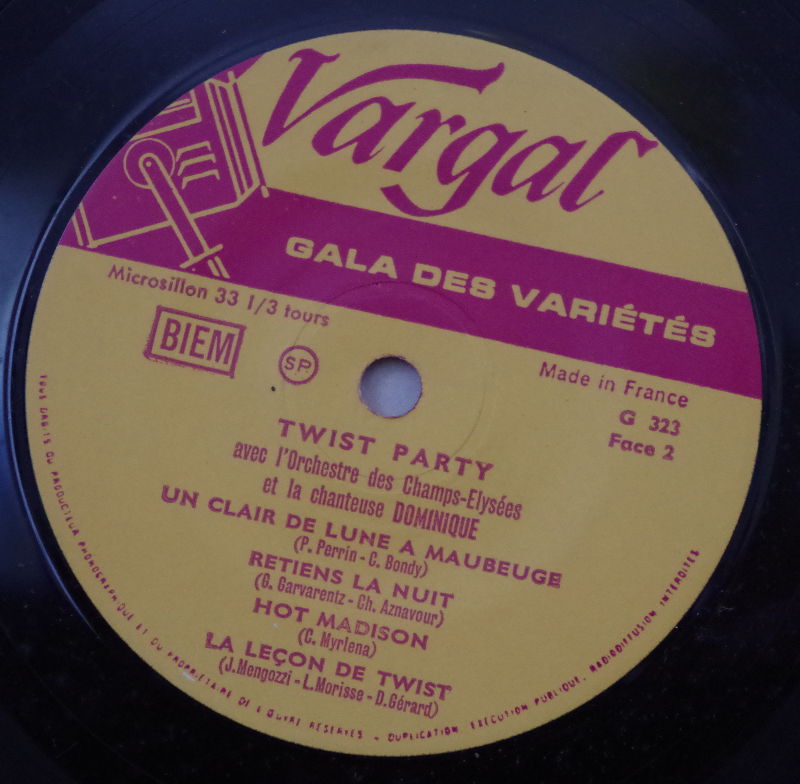 Vargal
GALA DES VARIÉTÉS
Microsillon 33 1/3 tours
BIEM
SP
Made in France
G 323
Face 2
TWIST PARTY
avec l'Orchestre des Champs-Elysées
et la chanteuse DOMINIQUE
UN CLAIR DE LUNE A MAUBEUGE
(P. Perrin - C. Bondy)
RETIENS LA NUIT
(G. Garvarentz - Ch. Aznavour)
HOT MADISON
(C. Myrlena)
LA LEÇON DE TWIST
(J. Mengozzi - L. Morisse - D. Gérard)
TOUS DROITS DU PRODUCTEUR PHONOGRAPHIQUE ET DU PROPRIETAIRE DE L'ŒUVRE RESERVES - DUPLICATION, EXECUTION PUBLIQUE, RADIODIFFUSION INTERDITES